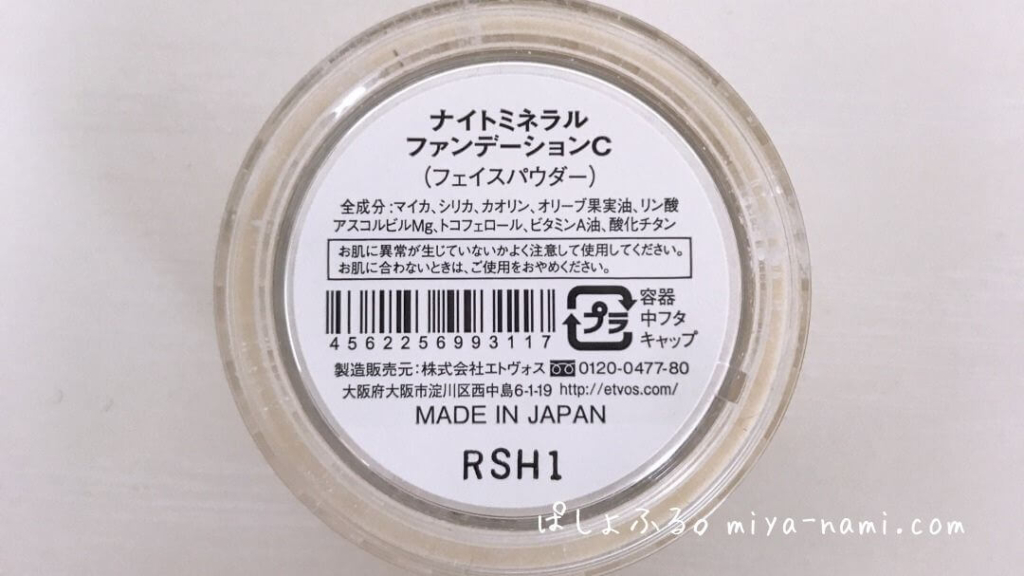 ナイトミネラル
ファンデーションC
(フェイスパウダー)
全成分:マイカ、シリカ、カオリン、オリーブ果実油、リン酸
アスコルビルMg、トコフェロール、ビタミンA油、酸化チタン
お肌に異常が生じていないかよく注意して使用してください。
お肌に合わないときは、ご使用をおやめください。
4562256993117
プラ
容器
中フタ
キャップ
製造販売元:株式会社エトヴォス 0120-0477-80
大阪府大阪市淀川区西中島6-1-19 http://etvos.com/
MADE IN JAPAN
RSH1
ぱしょふる。miya-nami.com